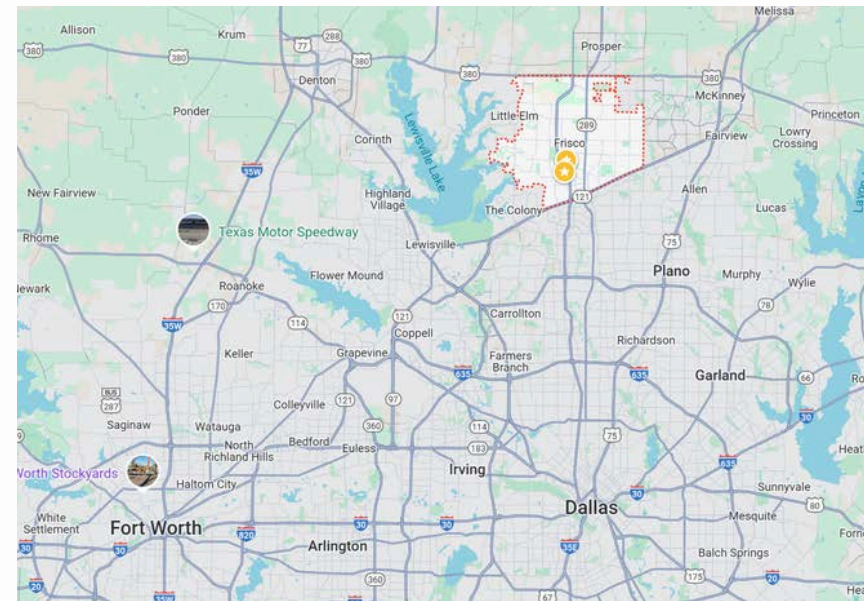 Melissa
Allison
Krum
288
77
Prosper
380
380
380
380
Denton
McKinney
Ponder
Little Elm
289
Princeton
Frisco
Corinth
Fairview
Lowry
Crossing
Lewisville Lake
35W
New Fairview
Highland
Village
Allen
121
The Colony
Lucas
Texas Motor Speedway
Rhome
Lewisville
75
Flower Mound
Plano
Murphy
Wylie
Roanoke
170
78
114
121
Carrollton
35W
Coppell
Richardson
Keller
Grapevine
Farmers
Branch
635
635
Garland
66
BUS
287
121
97
Colleyville
30
Saginaw
Watauga
360
114
75
North
Richland Hills
Bedford
Euless
183
635
Worth Stockyards
Irving
Haltom City
Sunnyvale
30
80
White
Settlement
Fort Worth
Dallas
30
Mesquite
30
30
820
Arlington
35E
Balch Springs
20
360
175
20
35W
67